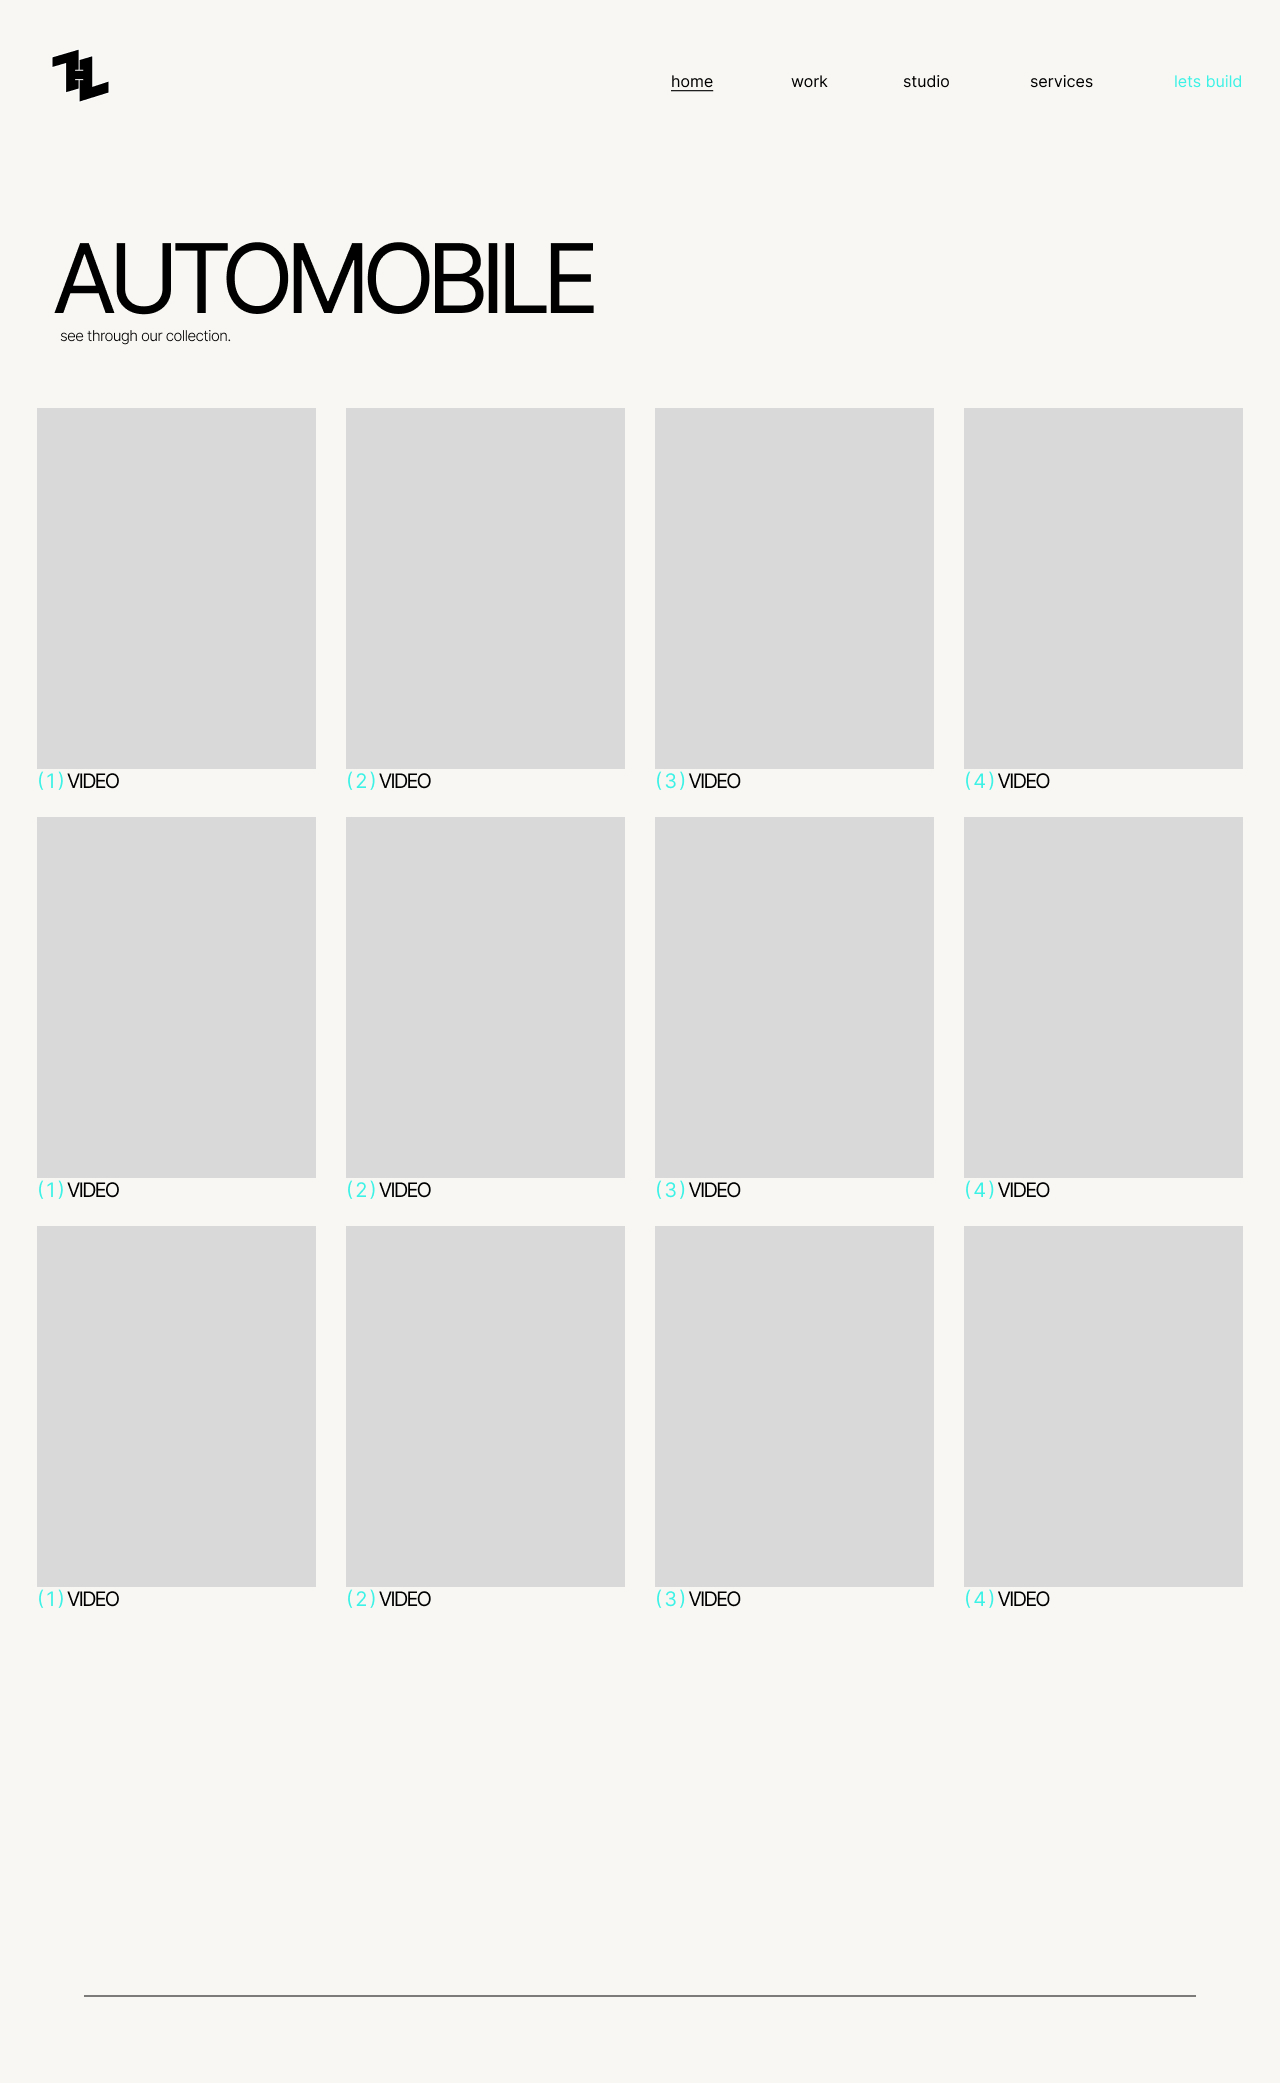 home work studio services lets build
AUTOMOBILE
see through our collection.
(1) VIDEO (2) VIDEO (3) VIDEO (4) VIDEO
(1) VIDEO (2) VIDEO (3) VIDEO (4) VIDEO
(1) VIDEO (2) VIDEO (3) VIDEO (4) VIDEO